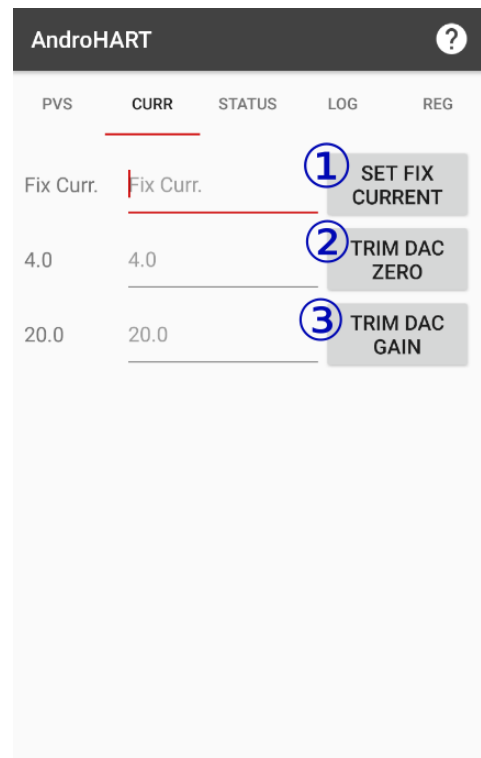 AndroHART ?
PVS CURR STATUS LOG REG
Fix Curr. Fix Curr. ① SET FIX CURRENT
4.0 4.0 ② TRIM DAC ZERO
20.0 20.0 ③ TRIM DAC GAIN